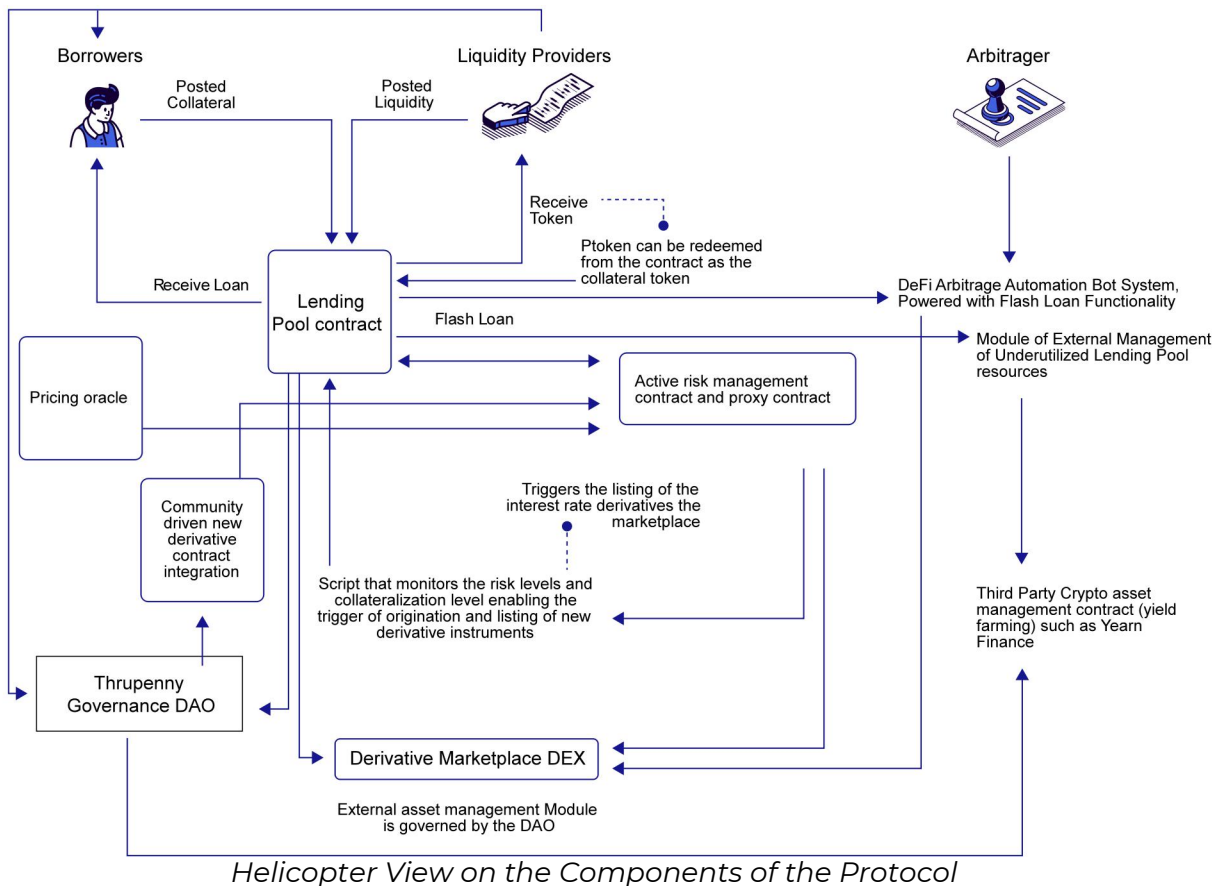 Borrowers
Liquidity Providers
Arbitrager
Posted
Collateral
Posted
Liquidity
Receive
Token
Ptoken can be redeemed
from the contract as the
collateral token
Receive Loan
Lending
Pool contract
Flash Loan
DeFi Arbitrage Automation Bot System,
Powered with Flash Loan Functionality
Module of External Management
of Underutilized Lending Pool
resources
Pricing oracle
Active risk management
contract and proxy contract
Community
driven new
derivative
contract
integration
Triggers the listing of the
interest rate derivatives the
marketplace
Script that monitors the risk levels and
collateralization level enabling the
trigger of origination and listing of new
derivative instruments
Third Party Crypto asset
management contract (yield
farming) such as Yearn
Finance
Thrupenny
Governance DAO
Derivative Marketplace DEX
External asset management Module
is governed by the DAO
Helicopter View on the Components of the Protocol